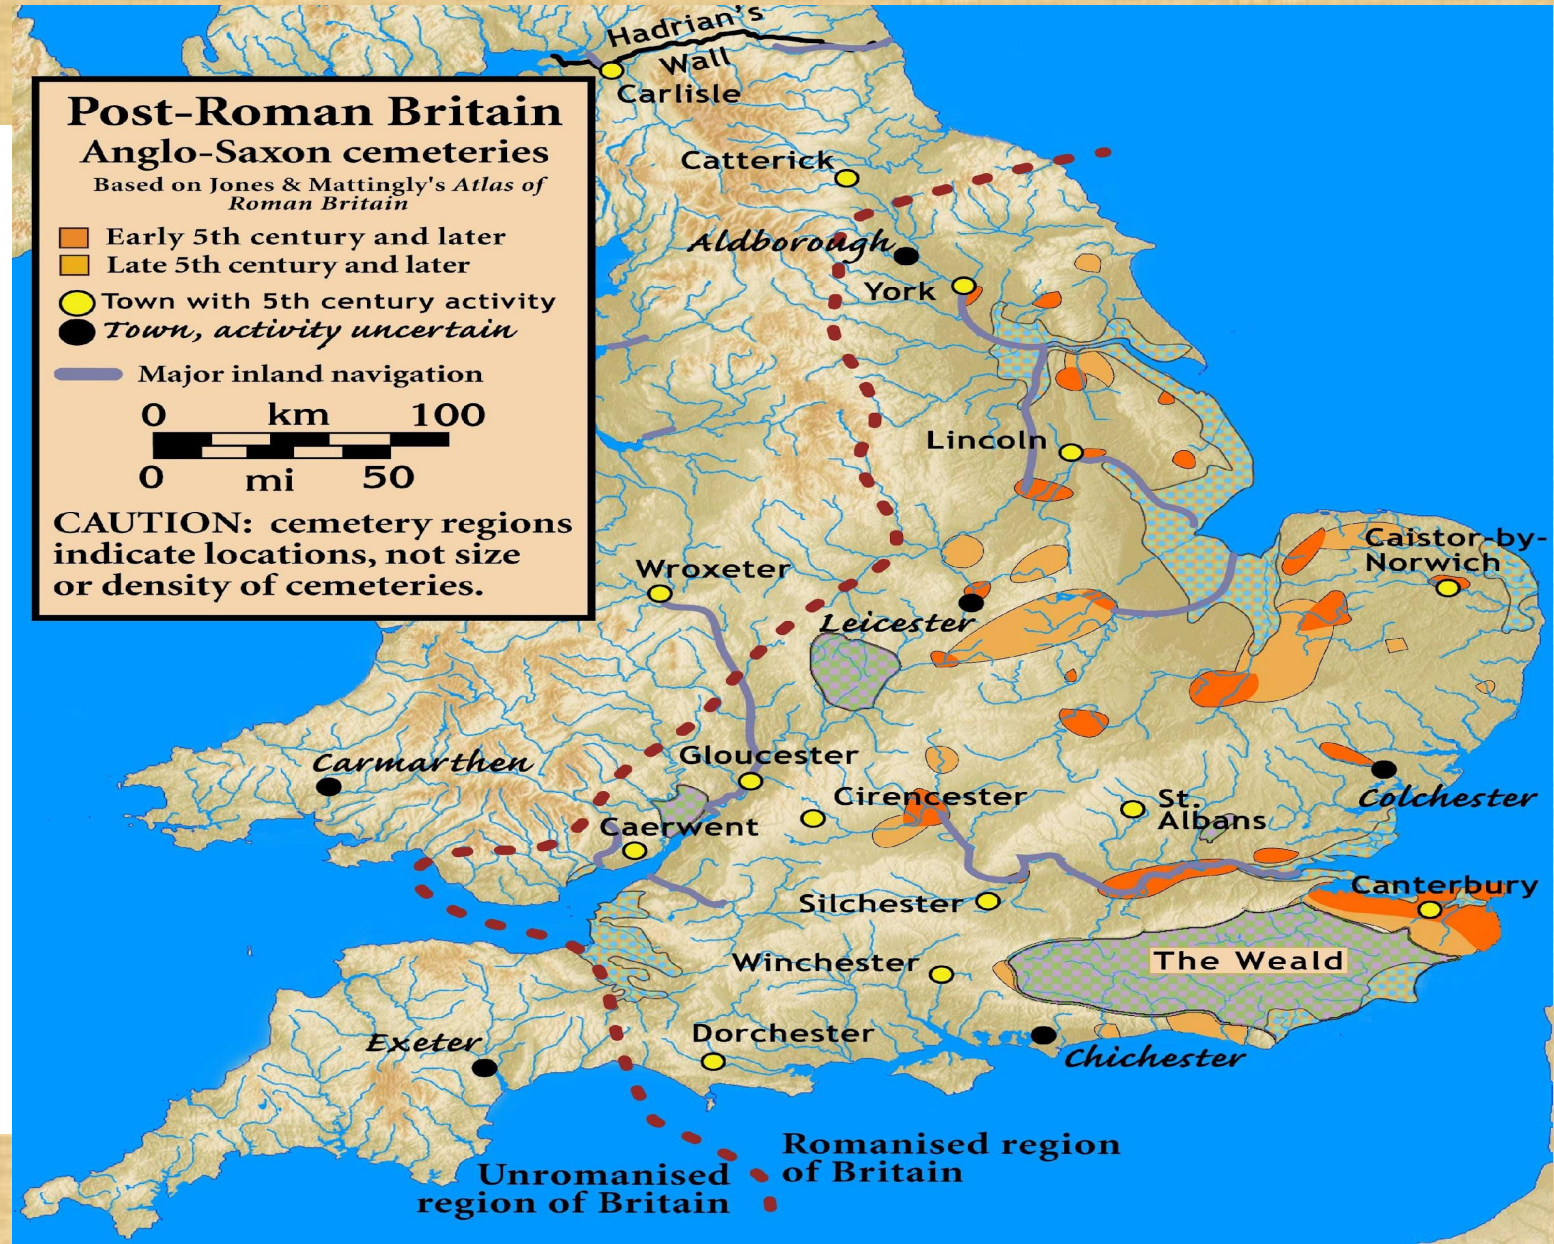 Hadrian's
Wall
Carlisle
Post-Roman Britain
Anglo-Saxon cemeteries
Based on Jones & Mattingly's Atlas of
Roman Britain
Early 5th century and later
Late 5th century and later
Town with 5th century activity
Town, activity uncertain
Major inland navigation
0 km 100
0 mi 50
CAUTION: cemetery regions
indicate locations, not size
or density of cemeteries.
Catterick
Aldborough
York
Lincoln
Caistor-by-
Norwich
Wroxeter
Leicester
Carmarthen
Gloucester
Cirencester
St.
Albans
Colchester
Caerwent
Canterbury
Silchester
The Weald
Winchester
Dorchester
Exeter
Chichester
Romanised region
of Britain
Unromanised
region of Britain